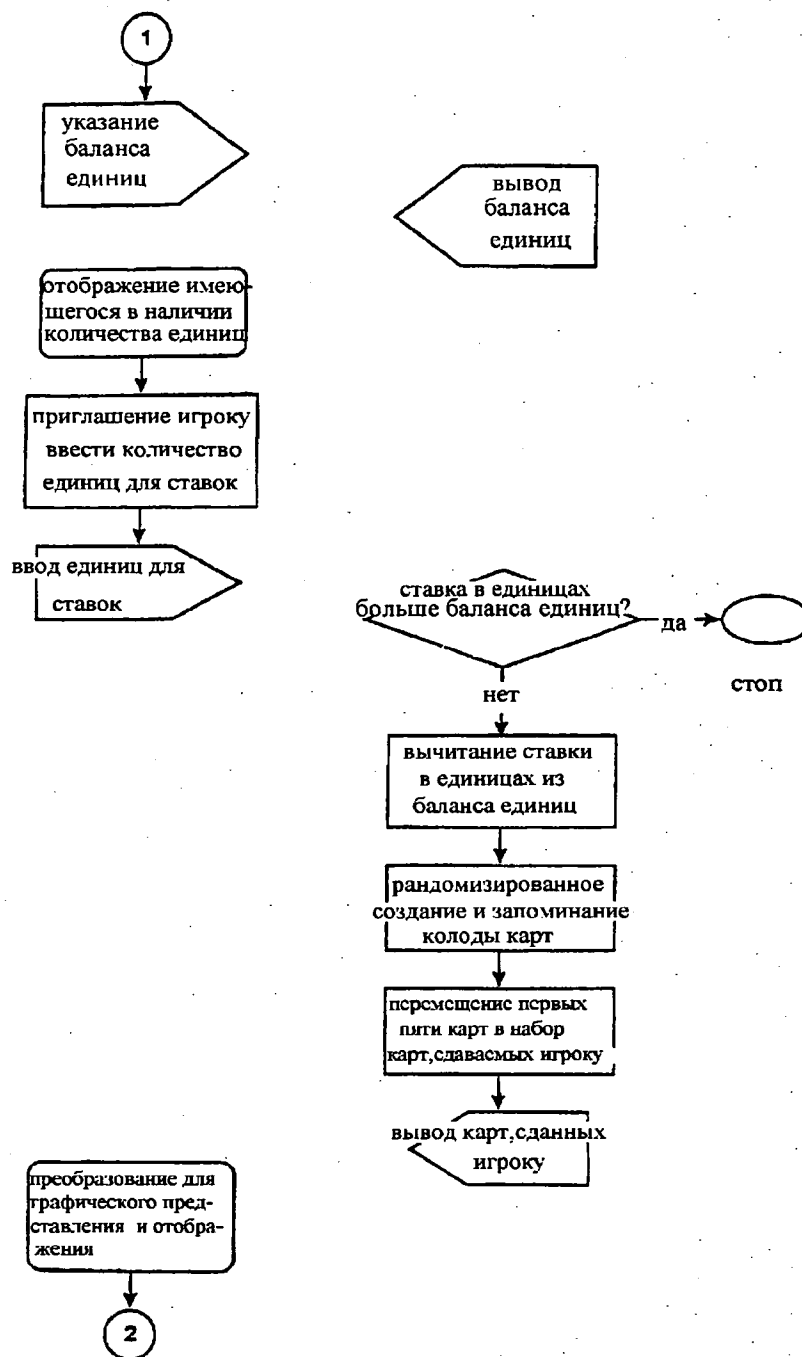 1
указание
баланса
единиц
вывод
баланса
единиц
отображение имею-
щегося в наличии
количества единиц
приглашение игроку
ввести количество
единиц для ставок
ввод единиц для
ставок
ставка в единицах
больше баланса единиц?
да
стоп
нет
вычитание ставки
в единицах из
баланса единиц
рандомизированное
создание и запоминание
колоды карт
перемещение первых
пяти карт в набор
карт,сдаваемых игроку
вывод карт,сданных
игроку
преобразование для
графического пред-
ставления и отобра-
жения
2